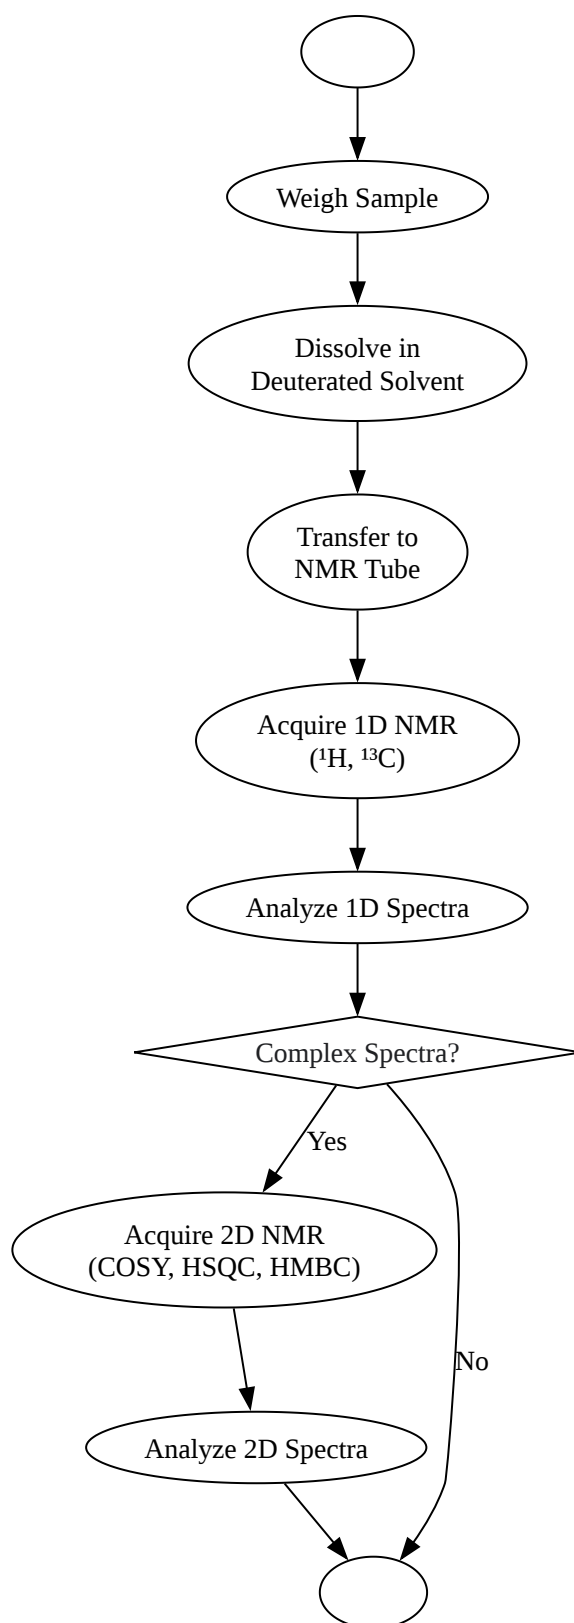 Weigh Sample
Dissolve in
Deuterated Solvent
Transfer to
NMR Tube
Acquire 1D NMR
(¹H, ¹³C)
Analyze 1D Spectra
Complex Spectra?
Yes
Acquire 2D NMR
(COSY, HSQC, HMBC)
No
Analyze 2D Spectra